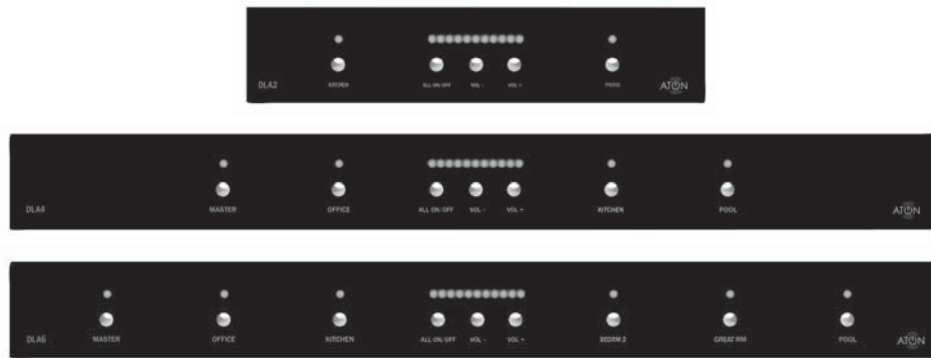 DLA2 KITCHEN ALL ON/OFF VOL - VOL + PATIO ATON
DLA4 MASTER OFFICE ALL ON/OFF VOL - VOL + KITCHEN POOL ATON
DLA6 MASTER OFFICE KITCHEN ALL ON/OFF VOL - VOL + BEDRM 2 GREAT RM POOL ATON